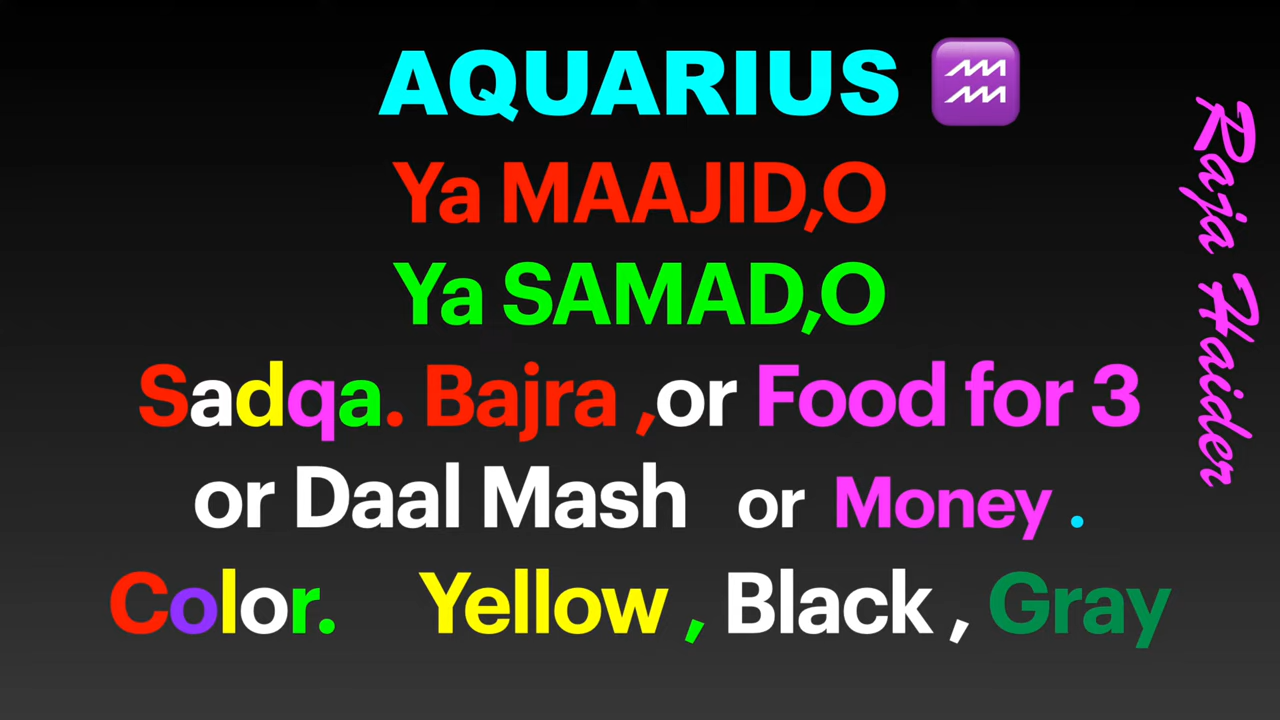 AQUARIUS ♒
Ya MAAJID,O
Ya SAMAD,O
Sadqa. Bajra ,or Food for 3
or Daal Mash or Money .
Color. Yellow , Black , Gray
Raja Haider